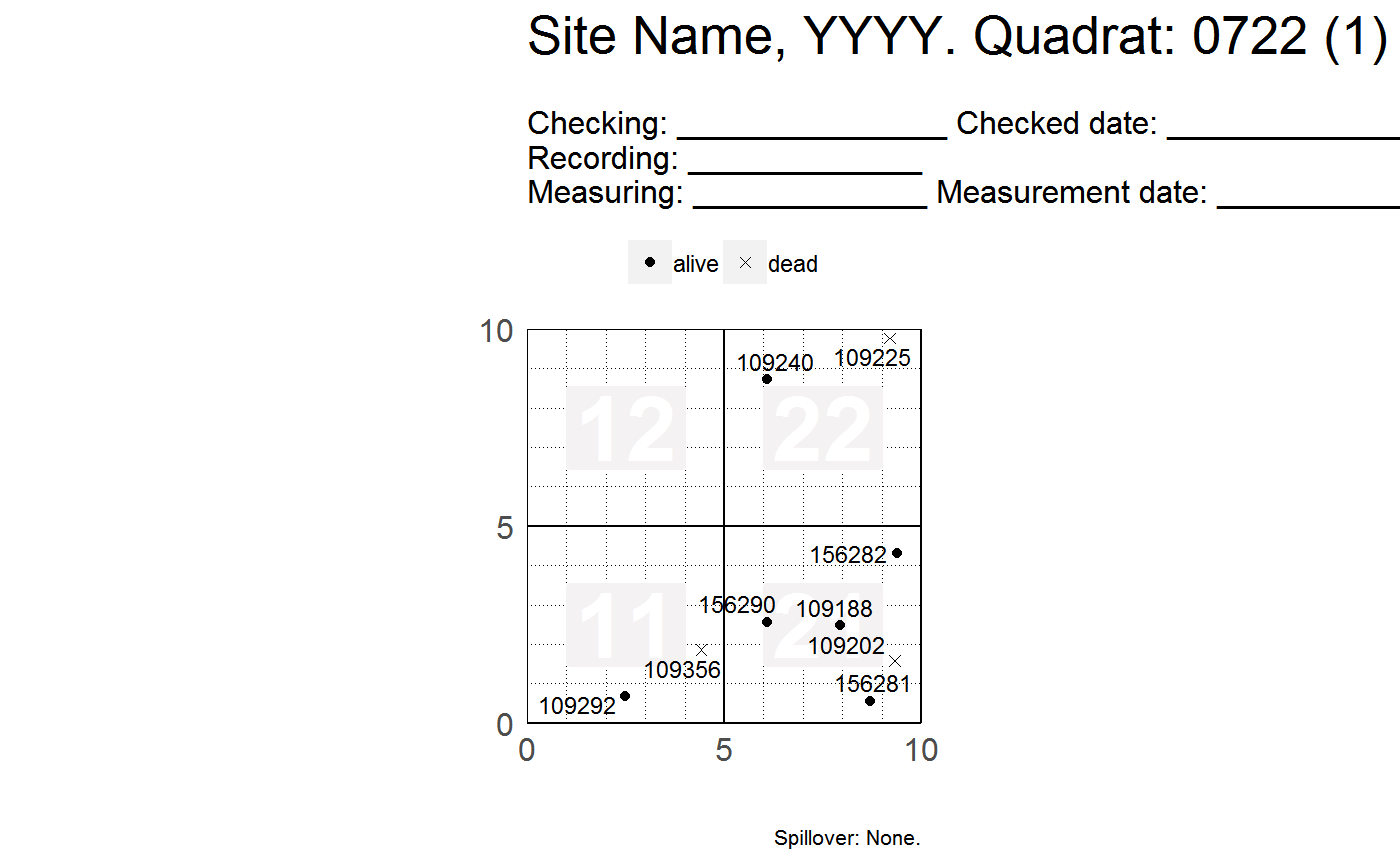 Site Name, YYYY. Quadrat: 0722 (1)
Checking: ________________ Checked date: ______________
Recording: ______________
Measuring: ______________ Measurement date: ___________
alive dead
10
109240 109225
12 22
5
156282
156290 109188
11 21
109202
109356
156281
109292
0
0 5 10
Spillover: None.